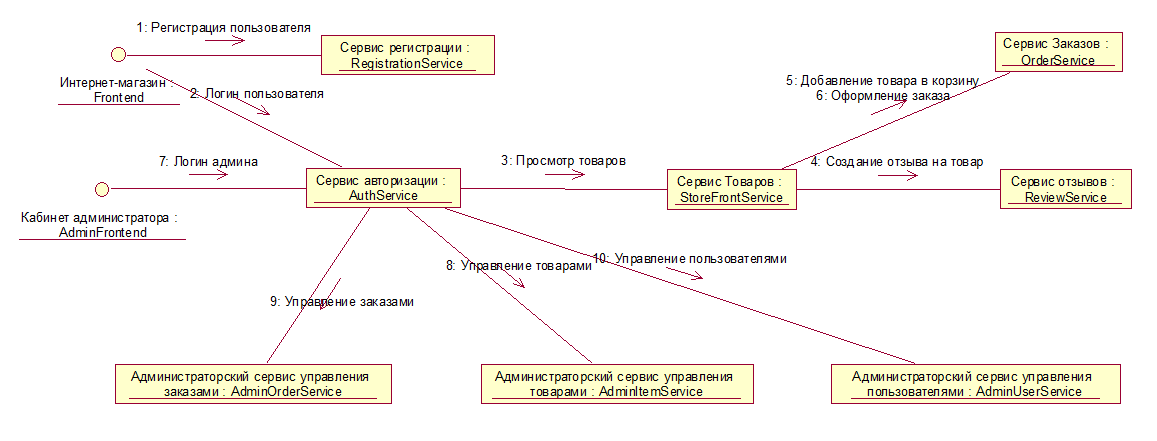 1: Регистрация пользователя
Сервис регистрации :
RegistrationService
Интернет-магазин :
Frontend
2: Логин пользователя
Сервис Заказов :
OrderService
5: Добавление товара в корзину
6: Оформление заказа
7: Логин админа
3: Просмотр товаров
4: Создание отзыва на товар
Кабинет администратора :
AdminFrontend
Сервис авторизации :
AuthService
Сервис Товаров :
StoreFrontService
Сервис отзывов :
ReviewService
8: Управление товарами
10: Управление пользователями
9: Управление заказами
Администраторский сервис управления
заказами : AdminOrderService
Администраторский сервис управления
товарами : AdminItemService
Администраторский сервис управления
пользователями : AdminUserService